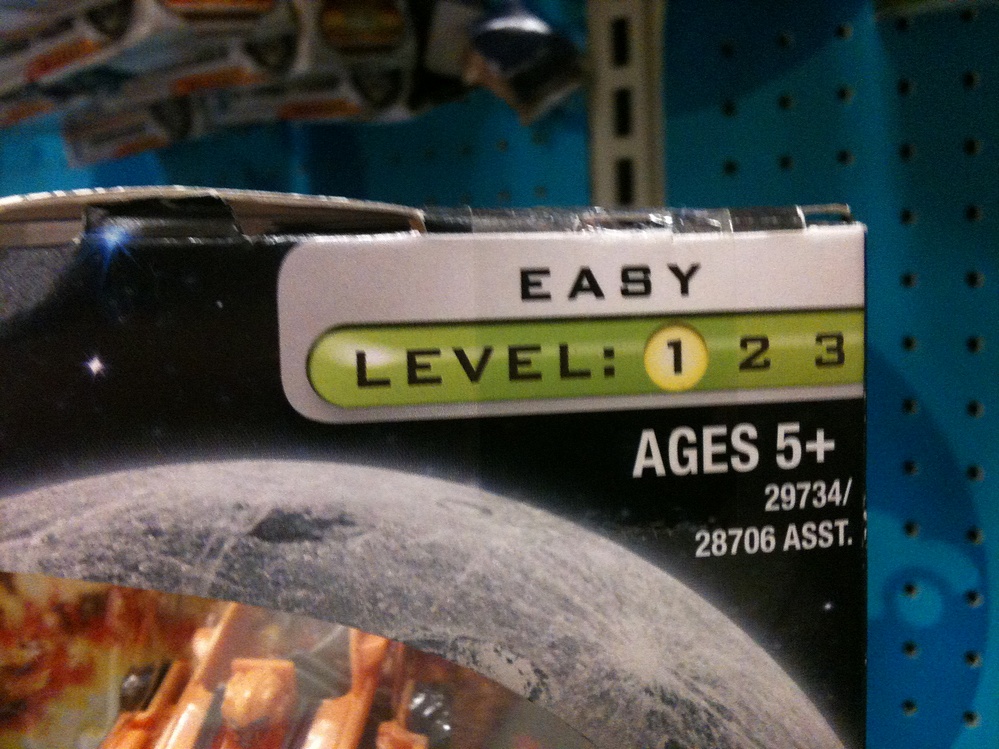 EASY
LEVEL: 1 2 3
AGES 5+
29734/
28706 ASST.